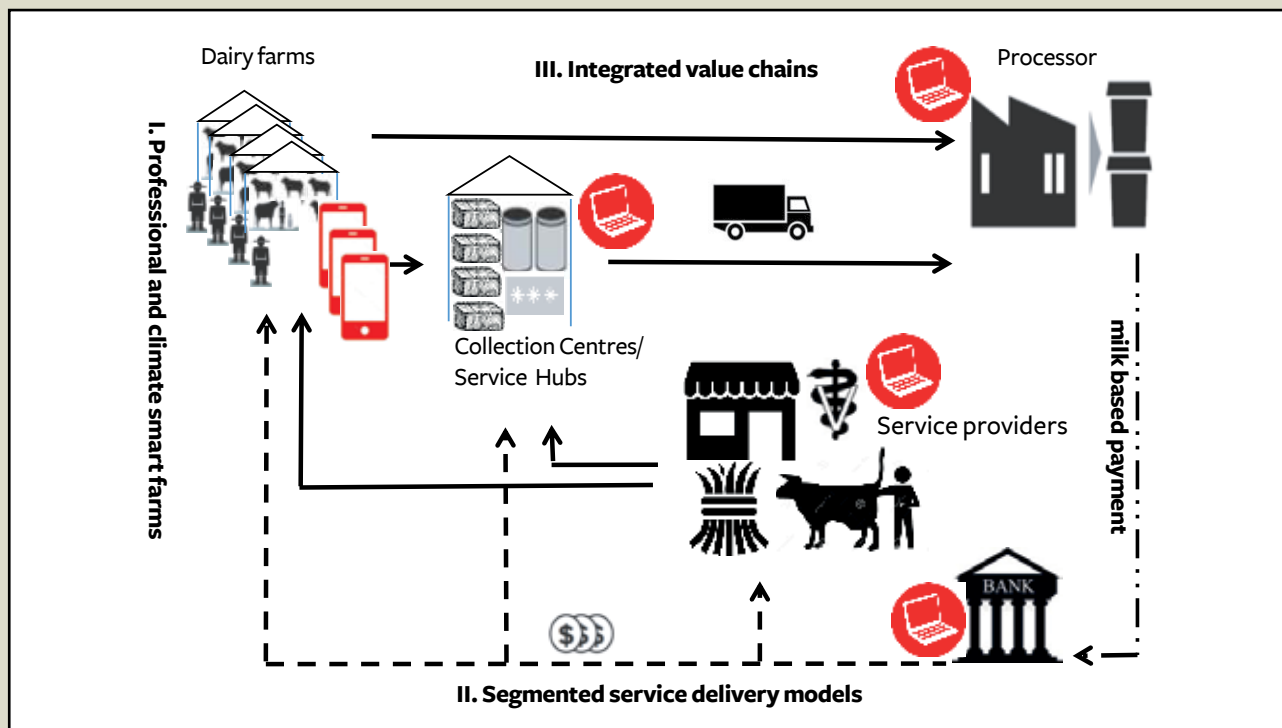 Dairy farms
III. Integrated value chains
Processor
I. Professional and climate smart farms
Collection Centres/
Service Hubs
Service providers
milk based payment
BANK
$ $ $
II. Segmented service delivery models